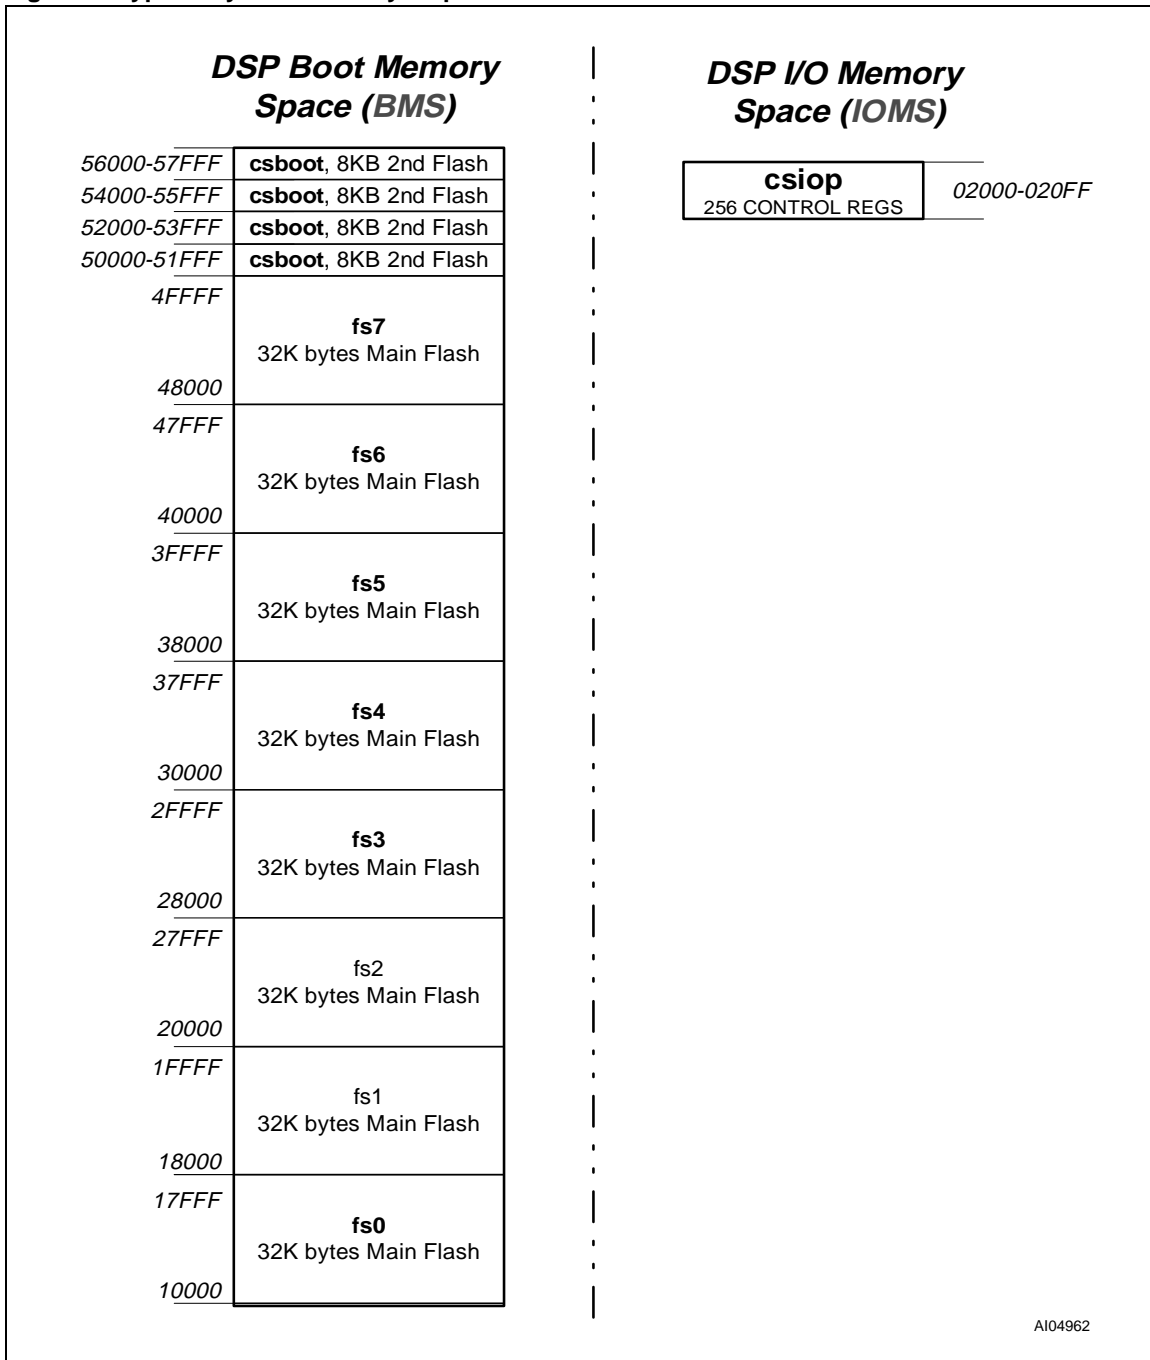 DSP Boot Memory
Space (BMS)
56000-57FFF csboot, 8KB 2nd Flash
54000-55FFF csboot, 8KB 2nd Flash
52000-53FFF csboot, 8KB 2nd Flash
50000-51FFF csboot, 8KB 2nd Flash
4FFFF
fs7
32K bytes Main Flash
48000
47FFF
fs6
32K bytes Main Flash
40000
3FFFF
fs5
32K bytes Main Flash
38000
37FFF
fs4
32K bytes Main Flash
30000
2FFFF
fs3
32K bytes Main Flash
28000
27FFF
fs2
32K bytes Main Flash
20000
1FFFF
fs1
32K bytes Main Flash
18000
17FFF
fs0
32K bytes Main Flash
10000
DSP I/O Memory
Space (IOMS)
csiop
256 CONTROL REGS
02000-020FF
AI04962